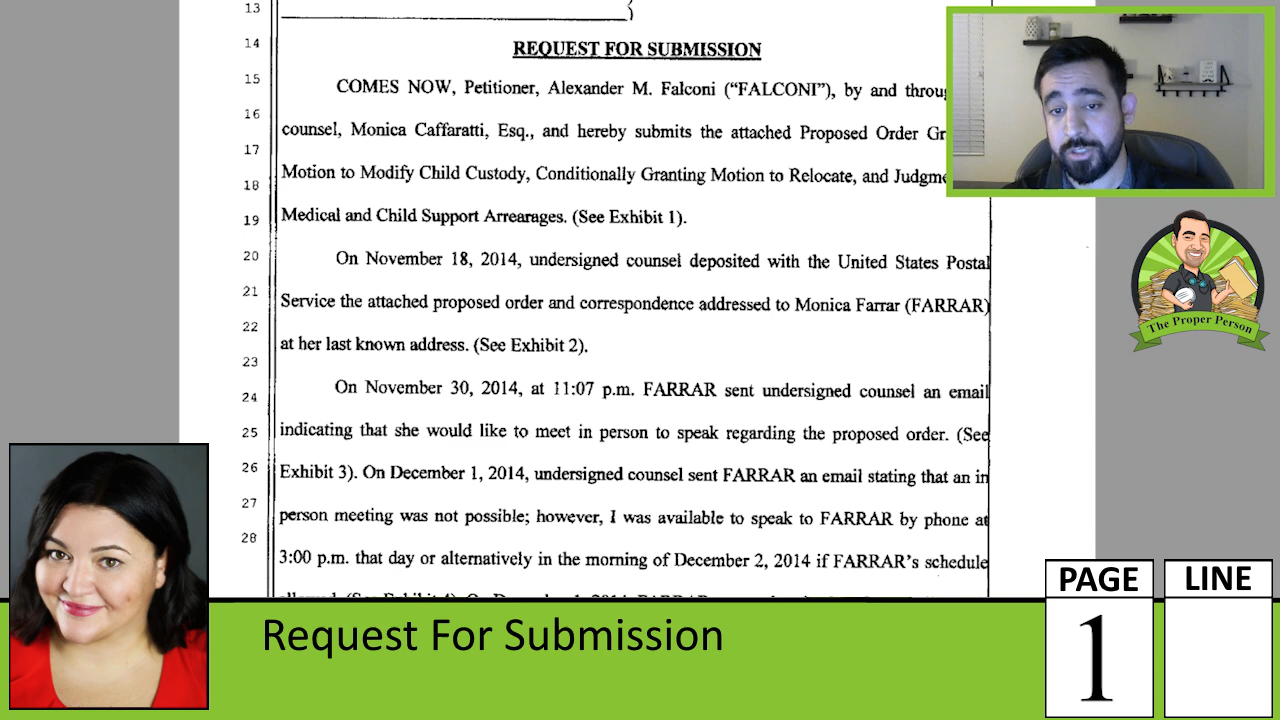 13
14
REQUEST FOR SUBMISSION
15
COMES NOW, Petitioner, Alexander M. Falconi (“FALCONI”), by and
16
counsel, Monica Caffaratti, Esq., and hereby submits the attached Proposed Order
17
Motion to Modify Child Custody, Conditionally Granting Motion to Relocate, and
18
Medical and Child Support Arrearages. (See Exhibit 1).
19
20
On November 18, 2014, undersigned counsel deposited with the United States Postal
21
Service the attached proposed order and correspondence addressed to Monica Farrar (FARRAR)
22
at her last known address. (See Exhibit 2).
23
On November 30, 2014, at 11:07 p.m. FARRAR sent undersigned counsel an email
24
indicating that she would like to meet in person to speak regarding the proposed order. (See
25
Exhibit 3). On December 1, 2014, undersigned counsel sent FARRAR an email stating that an in
26
person meeting was not possible; however, I was available to speak to FARRAR by phone at
27
3:00 p.m. that day or alternatively in the morning of December 2, 2014 if FARRAR’s schedule
28
The Proper Person
Request For Submission
PAGE
1
LINE